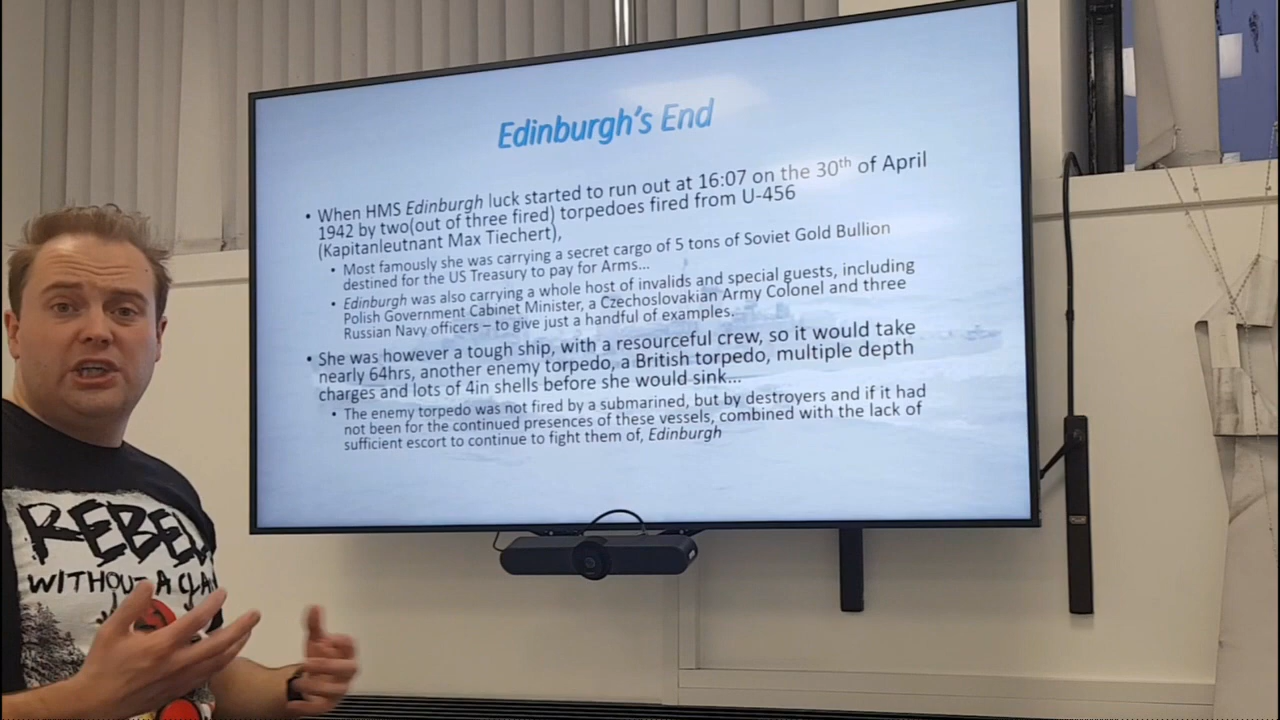 Edinburgh's End
• When HMS Edinburgh luck started to run out at 16:07 on the 30th of April
1942 by two(out of three fired) torpedoes fired from U-456
(Kapitanleutnant Max Tiechert),
• Most famously she was carrying a secret cargo of 5 tons of Soviet Gold Bullion
destined for the US Treasury to pay for Arms...
• Edinburgh was also carrying a whole host of invalids and special guests, including
Polish Government Cabinet Minister, a Czechoslovakian Army Colonel and three
Russian Navy officers – to give just a handful of examples.
• She was however a tough ship, with a resourceful crew, so it would take
nearly 64hrs, another enemy torpedo, a British torpedo, multiple depth
charges and lots of 4in shells before she would sink...
• The enemy torpedo was not fired by a submarined, but by destroyers and if it had
not been for the continued presences of these vessels, combined with the lack of
sufficient escort to continue to fight them of, Edinburgh
REBEL
WITHOUT A